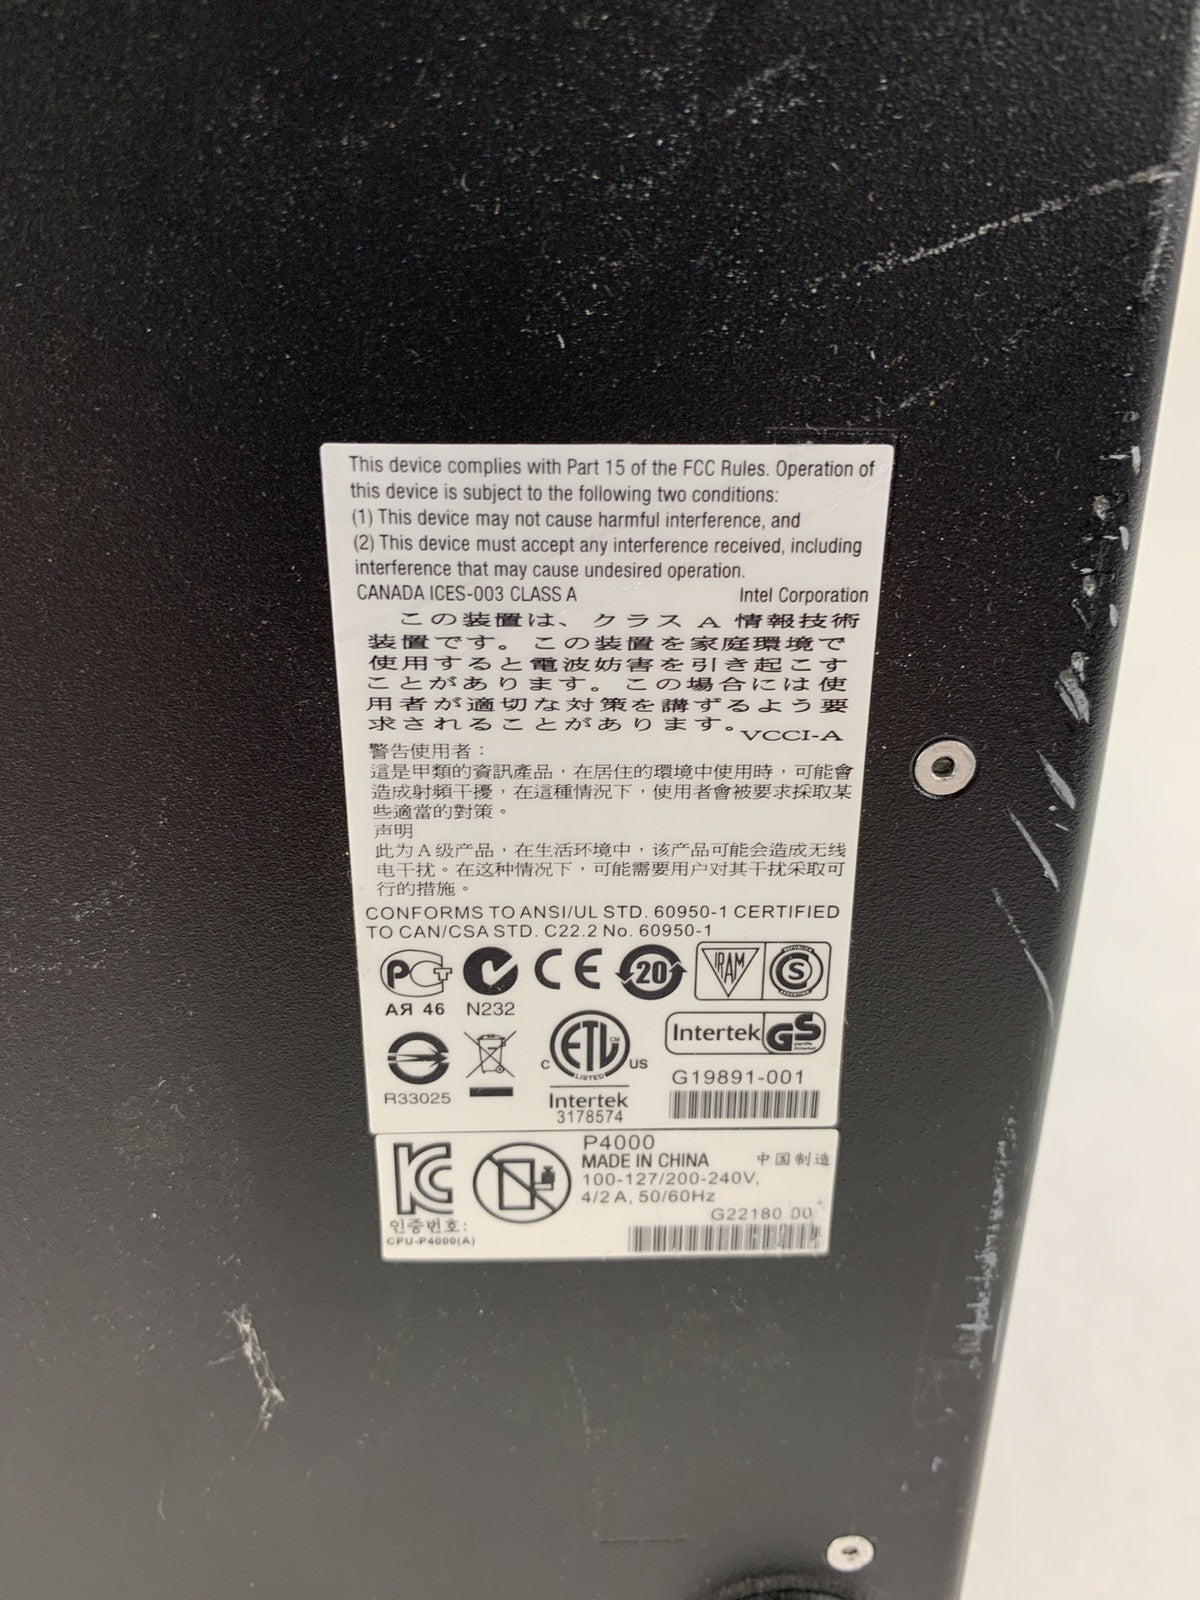 This device complies with Part 15 of the FCC Rules. Operation of
this device is subject to the following two conditions:
(1) This device may not cause harmful interference, and
(2) This device must accept any interference received, including
interference that may cause undesired operation.
CANADA ICES-003 CLASS A Intel Corporation
この装置は、クラス A 情報技術
装置です。この装置を家庭環境で
使用すると電波妨害を引き起こす
ことがあります。この場合には使
用者が適切な対策を講ずるよう要
求されることがあります。VCCI-A
警告使用者：
這是甲類的資訊產品，在居住的環境中使用時，可能會
造成射頻干擾，在這種情況下，使用者會被要求採取某
些適當的對策。
声明
此为 A 级产品，在生活环境中，该产品可能会造成无线
电干扰。在这种情况下，可能需要用户对其干扰采取可
行的措施。
CONFORMS TO ANSI/UL STD. 60950-1 CERTIFIED
TO CAN/CSA STD. C22.2 No. 60950-1
РСТ CE 20 IRAM S
АЯ 46 N232
ETL CM LISTED C US Intertek GS
R33025 Intertek G19891-001
3178574
P4000
MADE IN CHINA 中国制造
100-127/200-240V,
4/2 A, 50/60Hz
G22180 00
인증번호:
CPU-P4000(A)